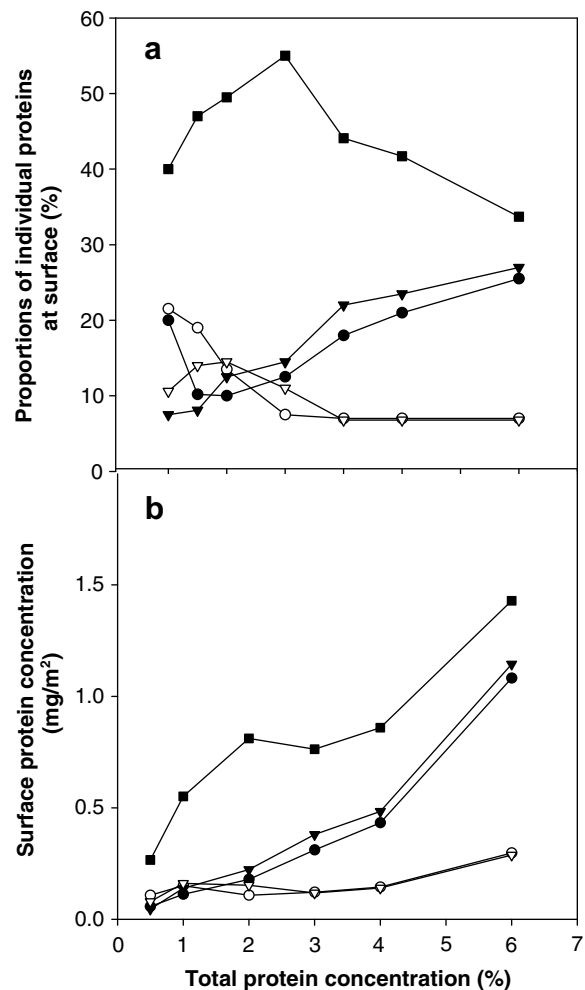 a
Proportions of individual proteins
at surface (%)
60
50
40
30
20
10
0
b
Surface protein concentration
(mg/m²)
1.5
1.0
0.5
0.0
0 1 2 3 4 5 6 7
Total protein concentration (%)